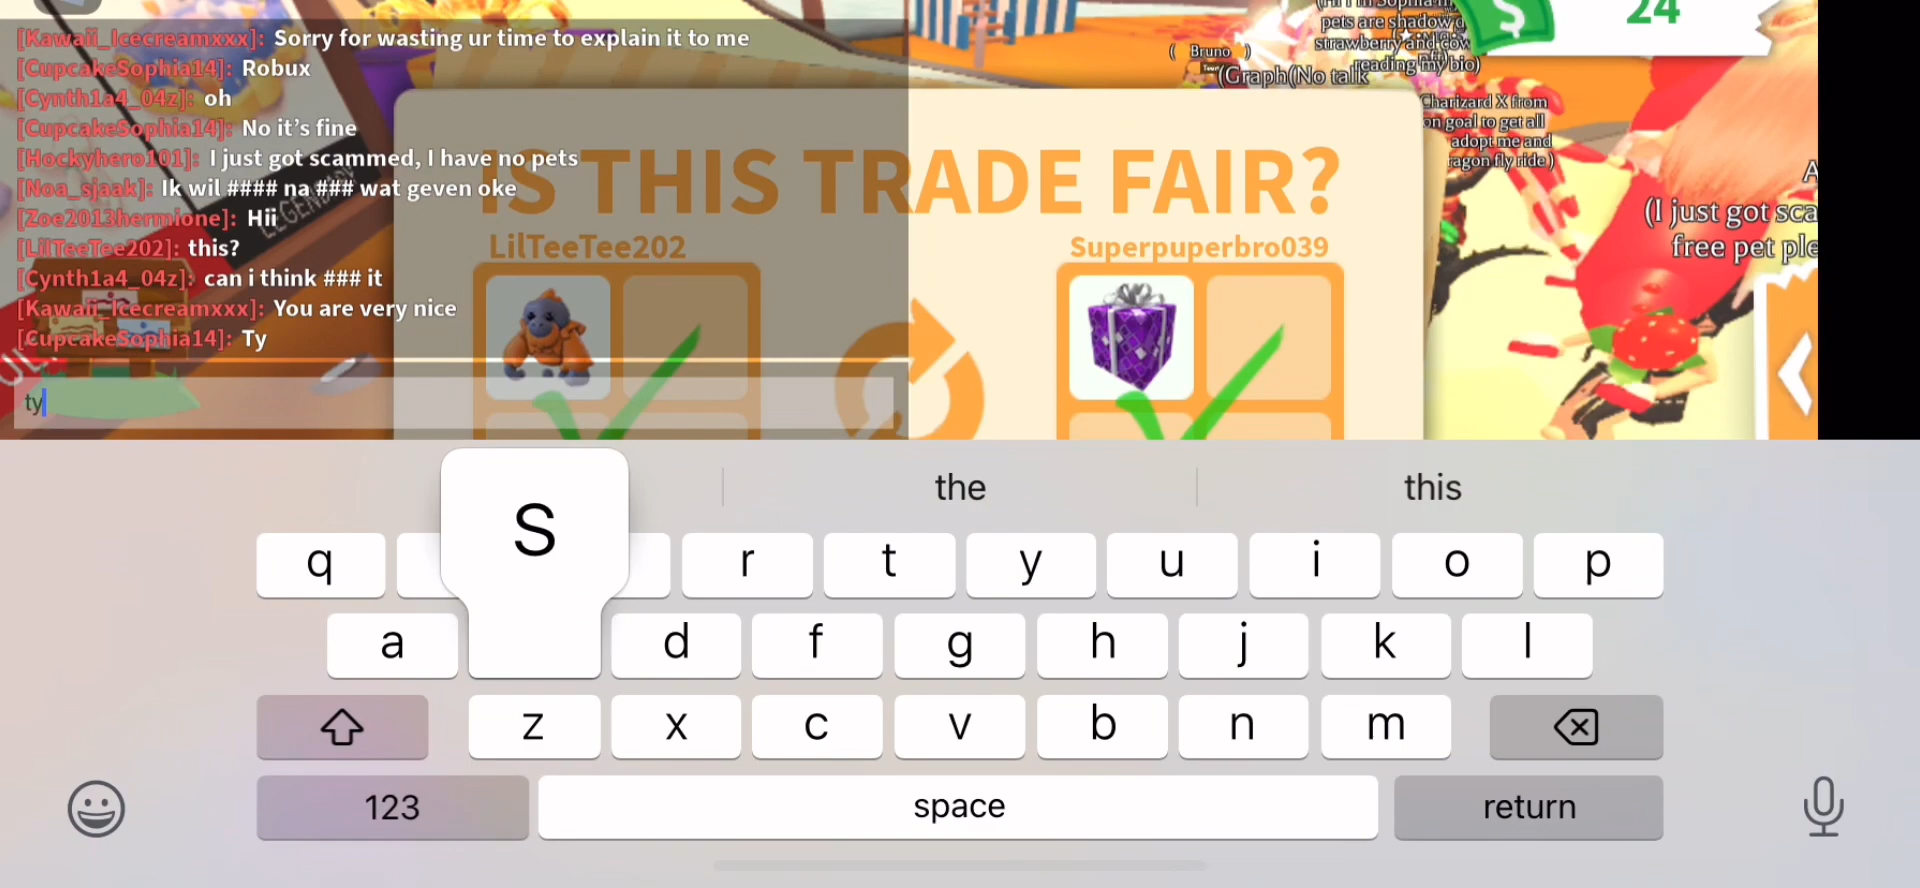 [Kawaii_Icecreamxxx]: Sorry for wasting ur time to explain it to me
[CupcakeSophia14]: Robux
[Cynth1a4_04z]: oh
[CupcakeSophia14]: No it's fine
[Hockyhero101]: I just got scammed, I have no pets
[Noa_sjaak]: Ik wil #### na ### wat geven oke
[Zoe2013hermione]: Hii
[LilTeeTee202]: this?
[Cynth1a4_04z]: can i think ### it
[Kawaii_Icecreamxxx]: You are very nice
[CupcakeSophia14]: Ty
ty
LEGENDARY
IS THIS TRADE FAIR?
LilTeeTee202
Superpuperbro039
( Bruno )
(Graph(No talk
pets are shadow d
strawberry and cow
reading my bio)
$
24
Charizard X from
on goal to get all
adopt me and
ragon fly ride )
A
(I just got sca
free pet ple
the
this
S
q r t y u i o p
a d f g h j k l
z x c v b n m
123
space
return